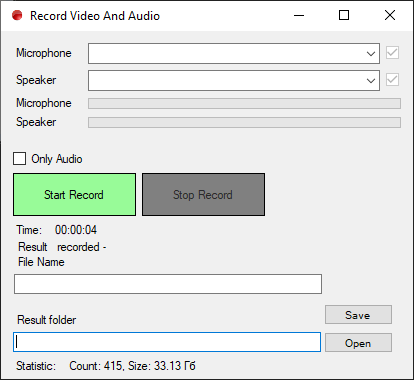 Record Video And Audio
Microphone
Speaker
Microphone
Speaker
Only Audio
Start Record
Stop Record
Time: 00:00:04
Result recorded -
File Name
Save
Result folder
Open
Statistic: Count: 415, Size: 33.13 Гб